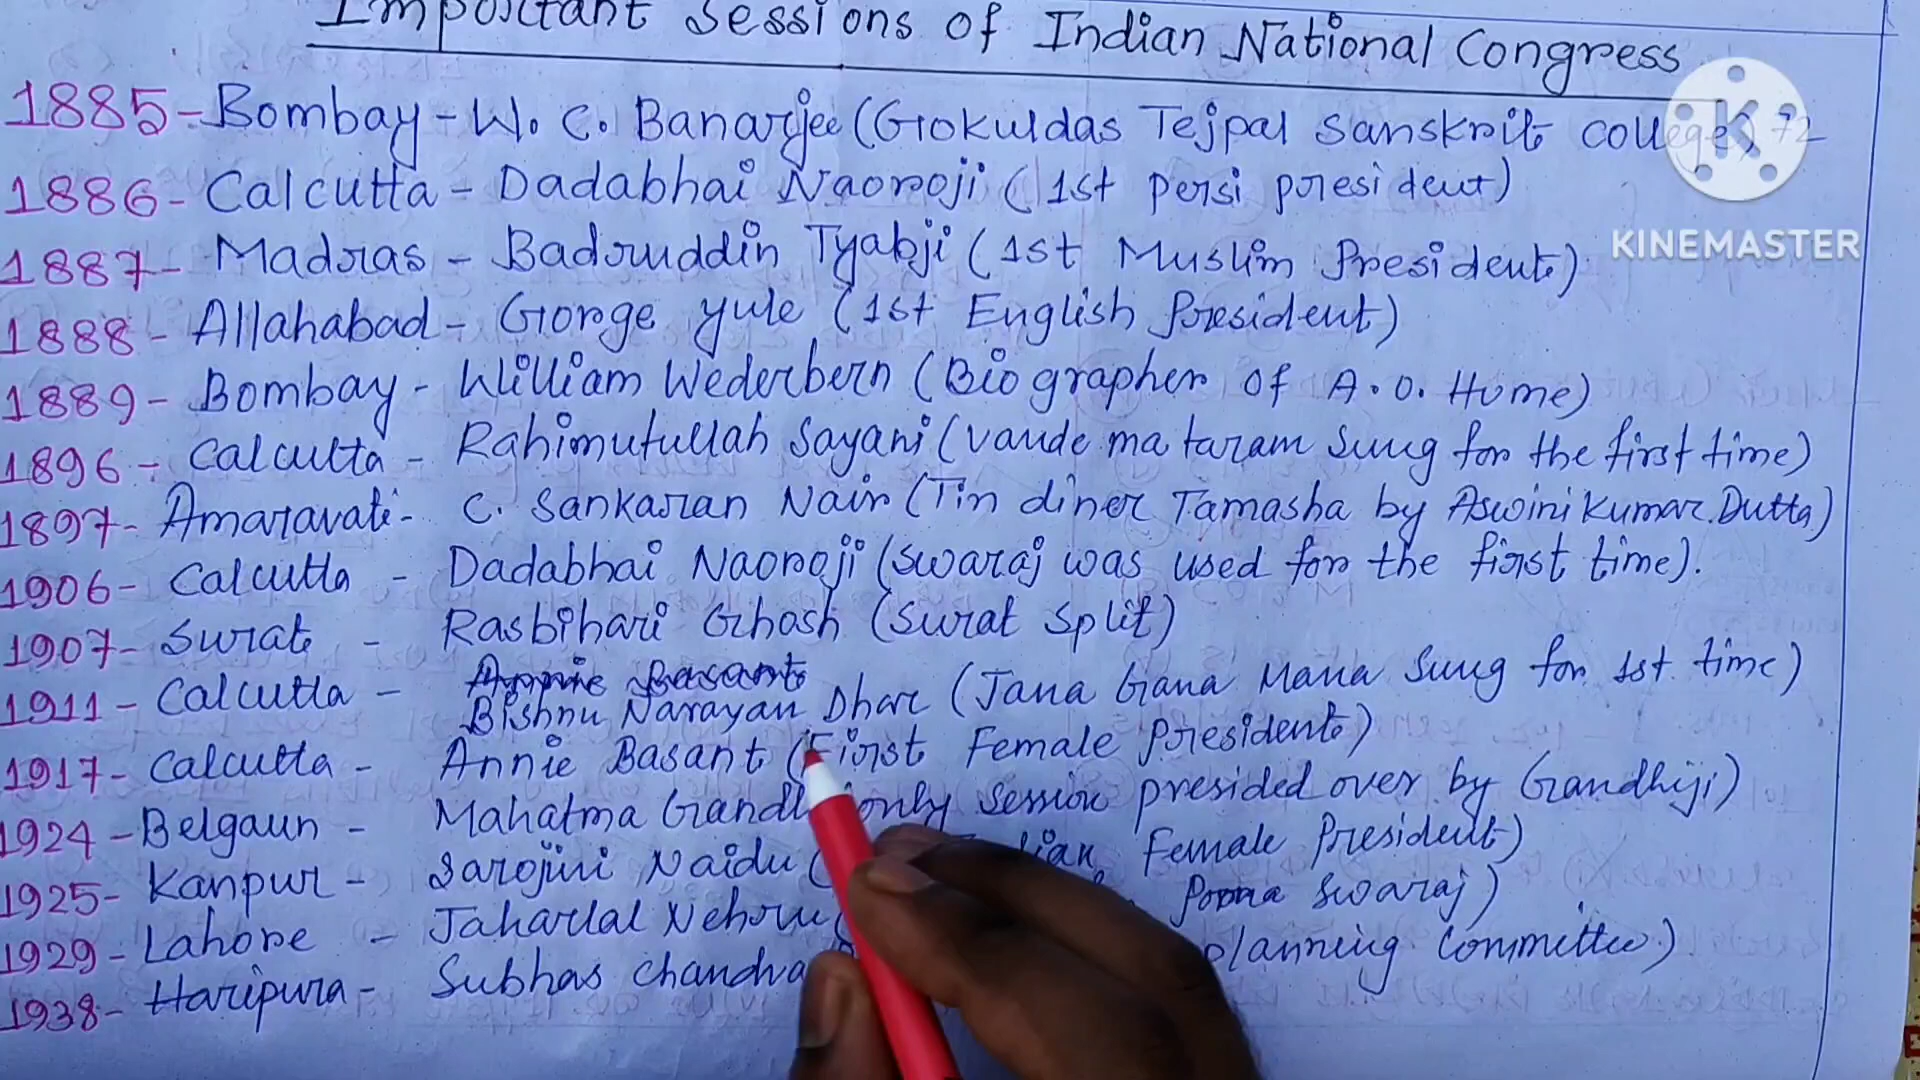 Important Sessions of Indian National Congress
1885- Bombay - W. C. Banarjee (Gokuldas Tejpal Sanskrit College) 72
1886- Calcutta - Dadabhai Naoroji (1st Persi president)
1887- Madras - Badruddin Tyabji (1st Muslim President)
KINEMASTER
1888- Allahabad - Gorge yule (1st English President)
1889- Bombay - William Wederbern (Biographer of A.O. Hume)
1896- Calcutta - Rahimutullah Sayani (Vande mataram sung for the first time)
1897- Amaravati - C. Sankaran Nair (Tin diner Tamasha by Aswini Kumar Dutta)
1906- Calcutta - Dadabhai Naoroji (Swaraj was used for the first time).
1907- Surat - Rasbihari Ghosh (Surat Split)
Annie Basant
1911- Calcutta - Bishnu Narayan Dhar (Jana Gana Mana Sung for 1st time)
1917- Calcutta - Annie Basant (First Female President)
1924- Belgaun - Mahatma Gandhi only session presided over by Gandhiji)
1925- Kanpur - Sarojini Naidu ( Female President)
1929- Lahore - Jaharlal Nehru ( Swaraj)
1938- Haripura - Subhas Chandra planning Committee)